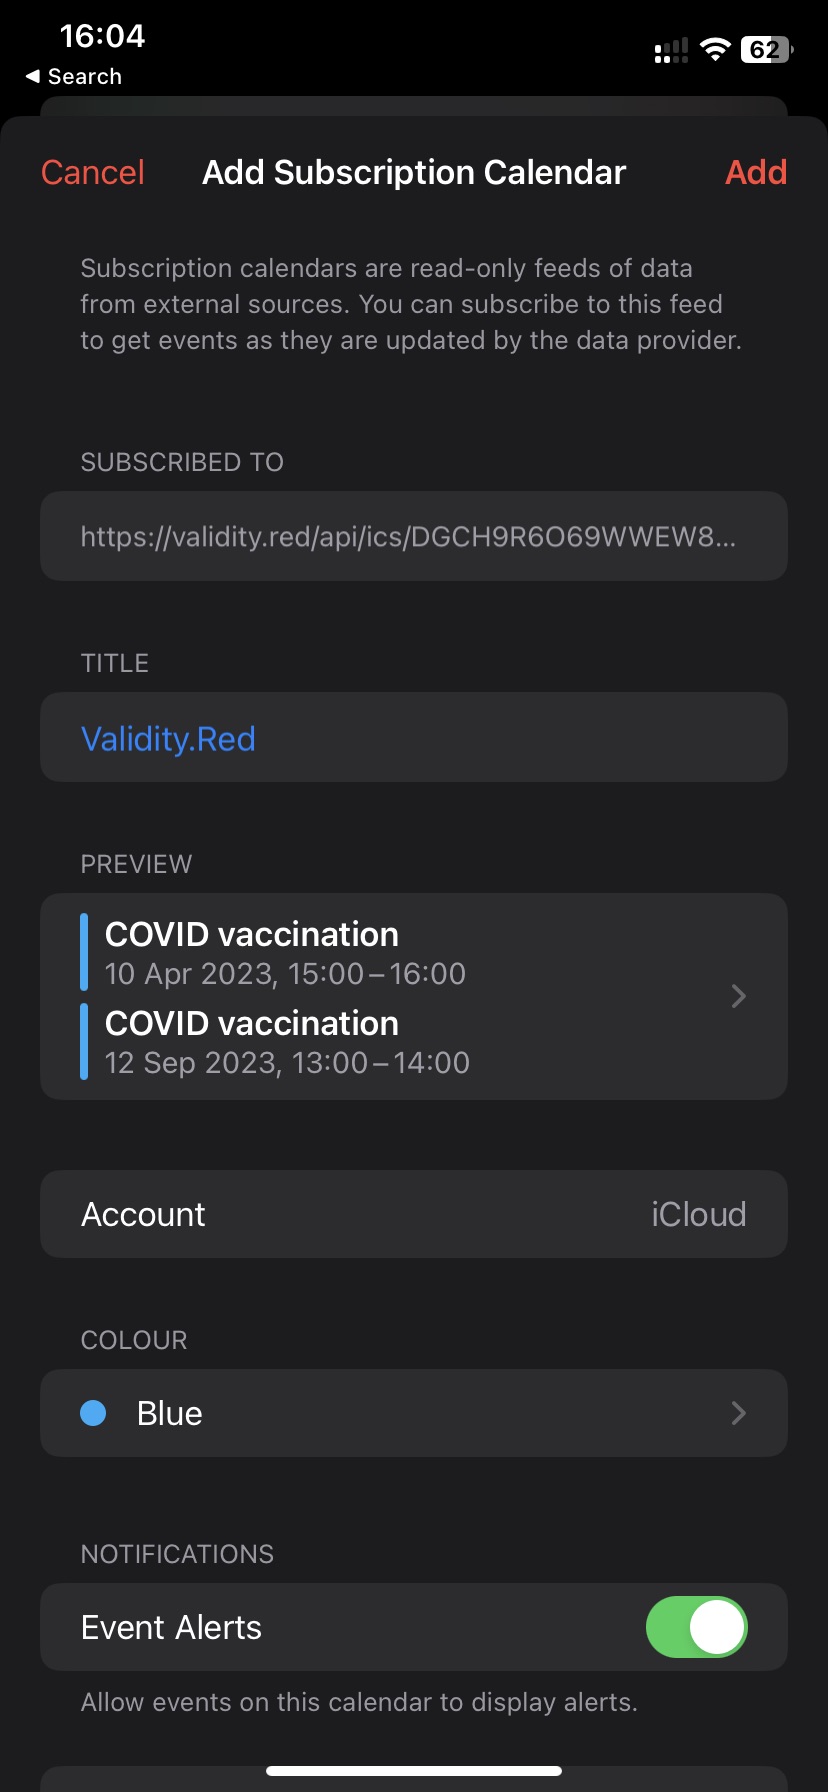 16:04
62
◀ Search
Cancel
Add Subscription Calendar
Add
Subscription calendars are read-only feeds of data
from external sources. You can subscribe to this feed
to get events as they are updated by the data provider.
SUBSCRIBED TO
https://validity.red/api/ics/DGCH9R6O69WWEW8...
TITLE
Validity.Red
PREVIEW
COVID vaccination
10 Apr 2023, 15:00–16:00
COVID vaccination
12 Sep 2023, 13:00–14:00
Account
iCloud
COLOUR
Blue
NOTIFICATIONS
Event Alerts
Allow events on this calendar to display alerts.